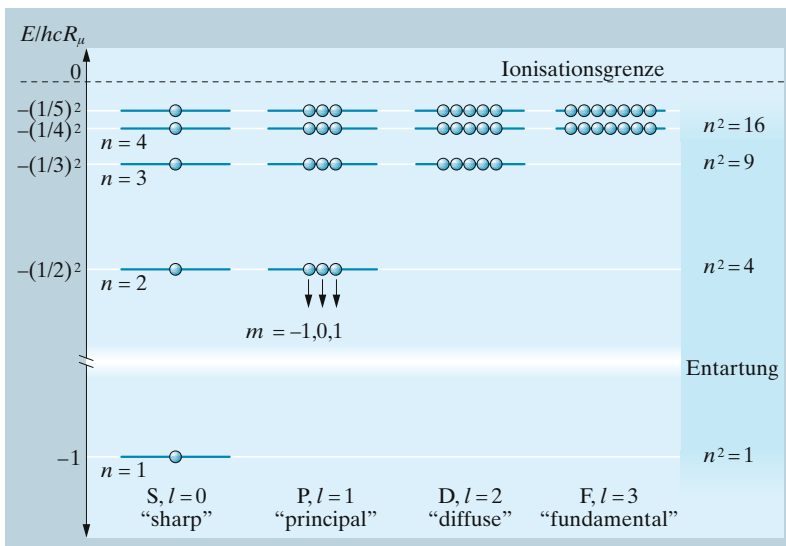 E/hcRμ
0
Ionisationsgrenze
–(1/5)²
–(1/4)²
n = 4
n² = 16
–(1/3)²
n = 3
n² = 9
–(1/2)²
n = 2
n² = 4
m = –1,0,1
Entartung
–1
n = 1
n² = 1
S, l = 0
P, l = 1
D, l = 2
F, l = 3
“sharp”
“principal”
“diffuse”
“fundamental”